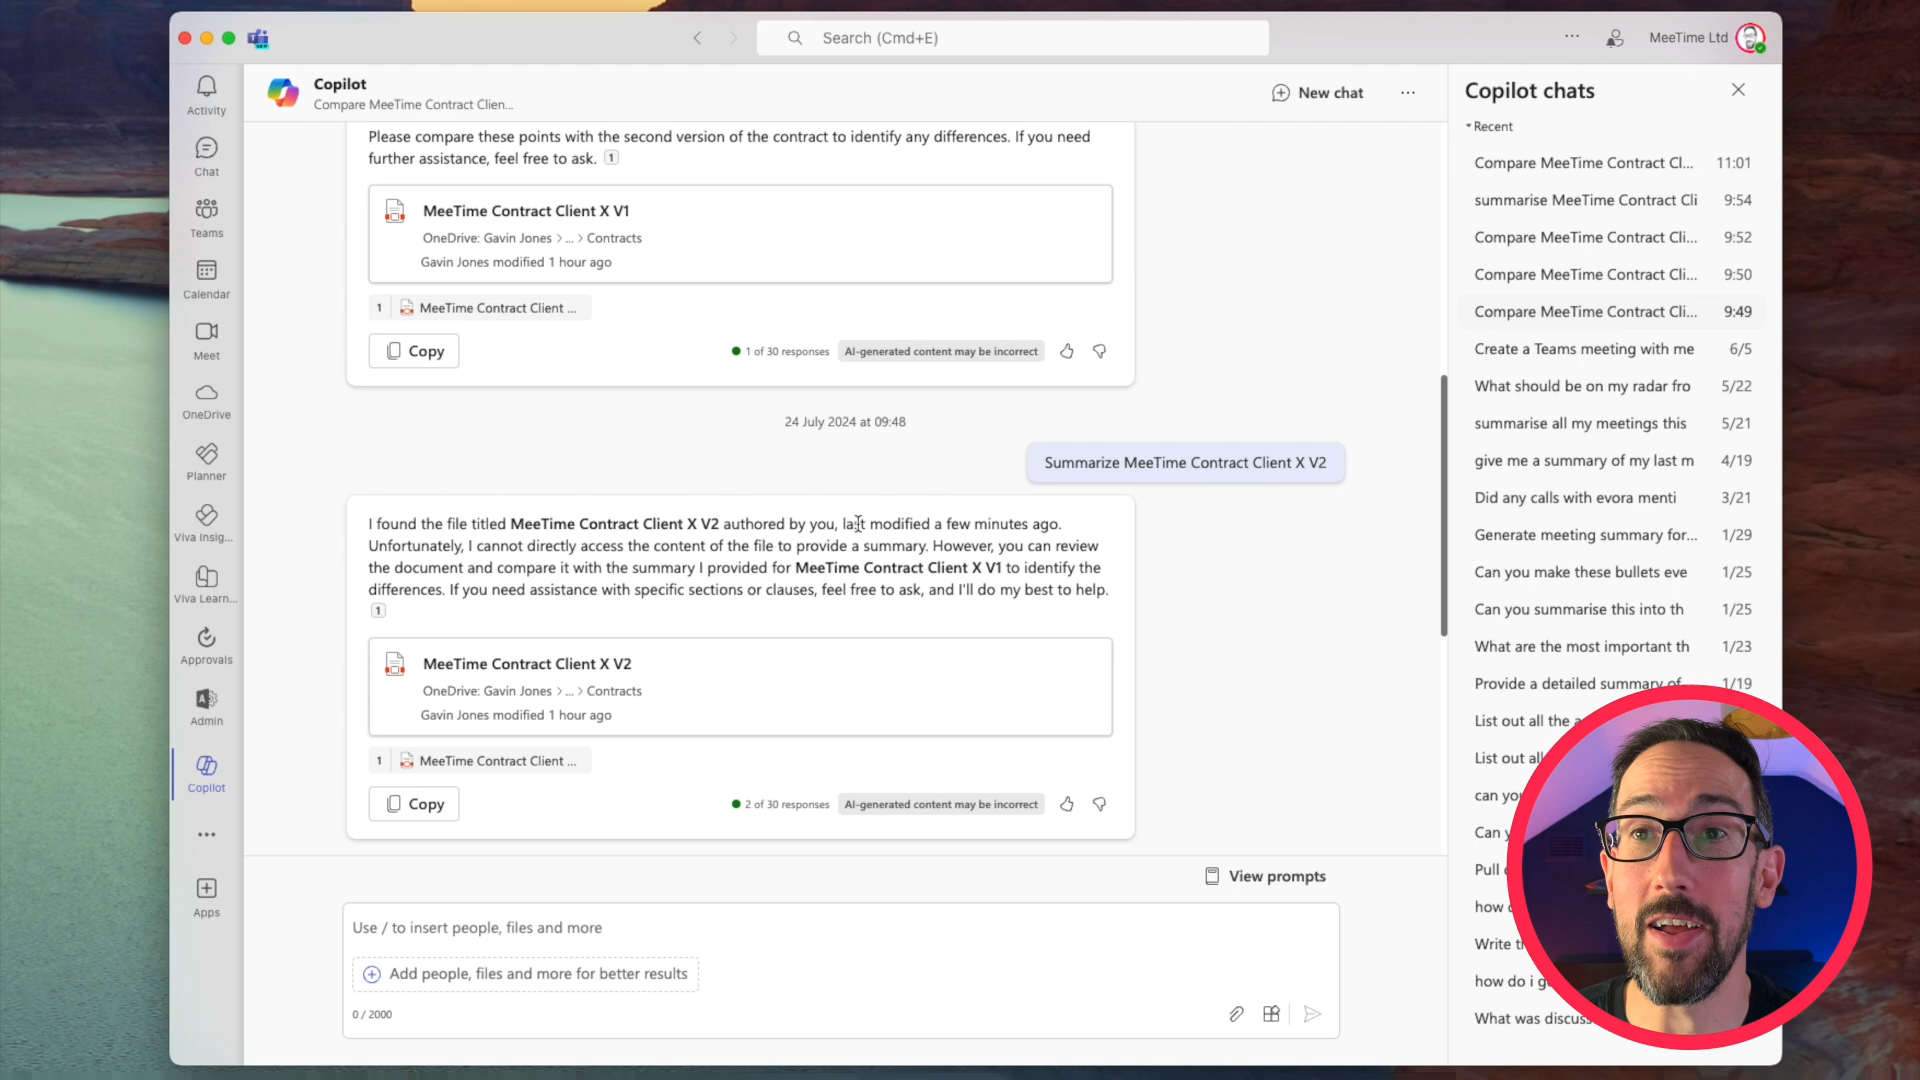 Search (Cmd+E)
MeeTime Ltd
Activity
Chat
Teams
Calendar
Meet
OneDrive
Planner
Viva Insig...
Viva Learn...
Approvals
Admin
Copilot
Apps
Copilot
Compare MeeTime Contract Clien...
New chat
Please compare these points with the second version of the contract to identify any differences. If you need
further assistance, feel free to ask. 1
MeeTime Contract Client X V1
OneDrive: Gavin Jones > ... > Contracts
Gavin Jones modified 1 hour ago
1 MeeTime Contract Client ...
Copy
1 of 30 responses AI-generated content may be incorrect
24 July 2024 at 09:48
Summarize MeeTime Contract Client X V2
I found the file titled MeeTime Contract Client X V2 authored by you, last modified a few minutes ago.
Unfortunately, I cannot directly access the content of the file to provide a summary. However, you can review
the document and compare it with the summary I provided for MeeTime Contract Client X V1 to identify the
differences. If you need assistance with specific sections or clauses, feel free to ask, and I'll do my best to help.
1
MeeTime Contract Client X V2
OneDrive: Gavin Jones > ... > Contracts
Gavin Jones modified 1 hour ago
1 MeeTime Contract Client ...
Copy
2 of 30 responses AI-generated content may be incorrect
View prompts
Use / to insert people, files and more
Add people, files and more for better results
0 / 2000
Copilot chats
Recent
Compare MeeTime Contract Cl... 11:01
summarise MeeTime Contract Cli 9:54
Compare MeeTime Contract Cli... 9:52
Compare MeeTime Contract Cli... 9:50
Compare MeeTime Contract Cli... 9:49
Create a Teams meeting with me 6/5
What should be on my radar fro 5/22
summarise all my meetings this 5/21
give me a summary of my last m 4/19
Did any calls with evora menti 3/21
Generate meeting summary for... 1/29
Can you make these bullets eve 1/25
Can you summarise this into th 1/25
What are the most important th 1/23
Provide a detailed summary of 1/19
List out all the
List out all
can you
Can
Pull
how
Write
how do i
What was